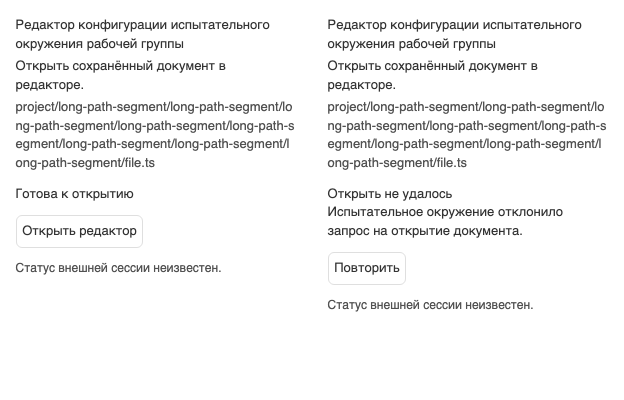 Редактор конфигурации испытательного
окружения рабочей группы
Открыть сохранённый документ в
редакторе.
project/long-path-segment/long-path-segment/lo
ng-path-segment/long-path-segment/long-path-s
egment/long-path-segment/long-path-segment/l
ong-path-segment/file.ts
Готова к открытию
Открыть редактор
Статус внешней сессии неизвестен.
Редактор конфигурации испытательного
окружения рабочей группы
Открыть сохранённый документ в
редакторе.
project/long-path-segment/long-path-segment/lo
ng-path-segment/long-path-segment/long-path-s
egment/long-path-segment/long-path-segment/l
ong-path-segment/file.ts
Открыть не удалось
Испытательное окружение отклонило
запрос на открытие документа.
Повторить
Статус внешней сессии неизвестен.